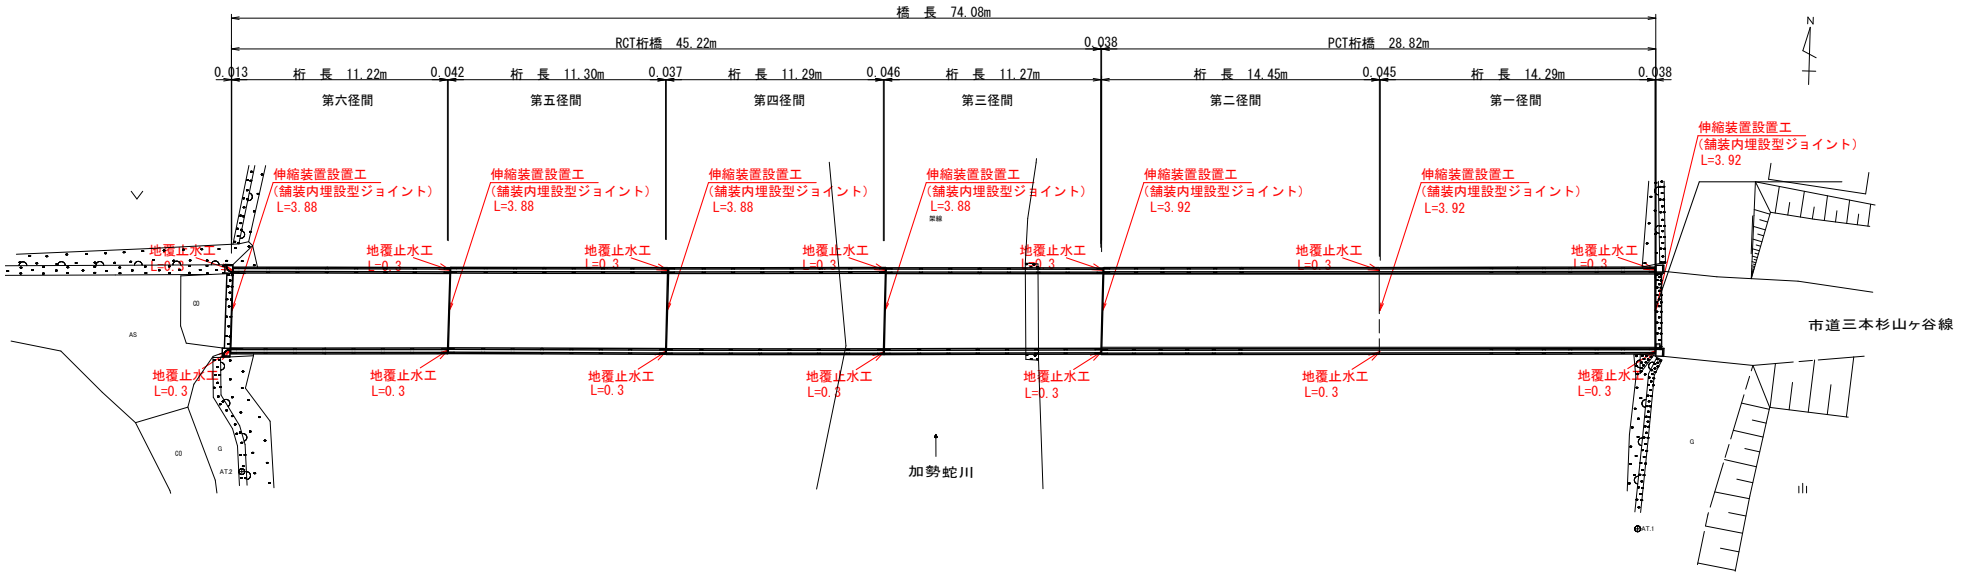 橋 長 74.08m
N
RCT桁橋 45.22m
0.038
PCT桁橋 28.82m
0.013
桁 長 11.22m
0.042
桁 長 11.30m
0.037
桁 長 11.29m
0.046
桁 長 11.27m
桁 長 14.45m
0.045
桁 長 14.29m
0.038
第六径間
第五径間
第四径間
第三径間
第二径間
第一径間
伸縮装置設置工
(舗装内埋設型ジョイント)
L=3.92
伸縮装置設置工
(舗装内埋設型ジョイント)
L=3.88
伸縮装置設置工
(舗装内埋設型ジョイント)
L=3.88
伸縮装置設置工
(舗装内埋設型ジョイント)
L=3.88
伸縮装置設置工
(舗装内埋設型ジョイント)
L=3.88
伸縮装置設置工
(舗装内埋設型ジョイント)
L=3.92
伸縮装置設置工
(舗装内埋設型ジョイント)
L=3.92
地覆止水工
L=0.3
地覆止水工
L=0.3
地覆止水工
L=0.3
地覆止水工
L=0.3
地覆止水工
L=0.3
地覆止水工
L=0.3
地覆止水工
L=0.3
CO
AS
市道三本杉山ヶ谷線
地覆止水工
L=0.3
地覆止水工
L=0.3
地覆止水工
L=0.3
地覆止水工
L=0.3
地覆止水工
L=0.3
地覆止水工
L=0.3
地覆止水工
L=0.3
CO
G
AT.2
加勢蛇川
G
AT.1